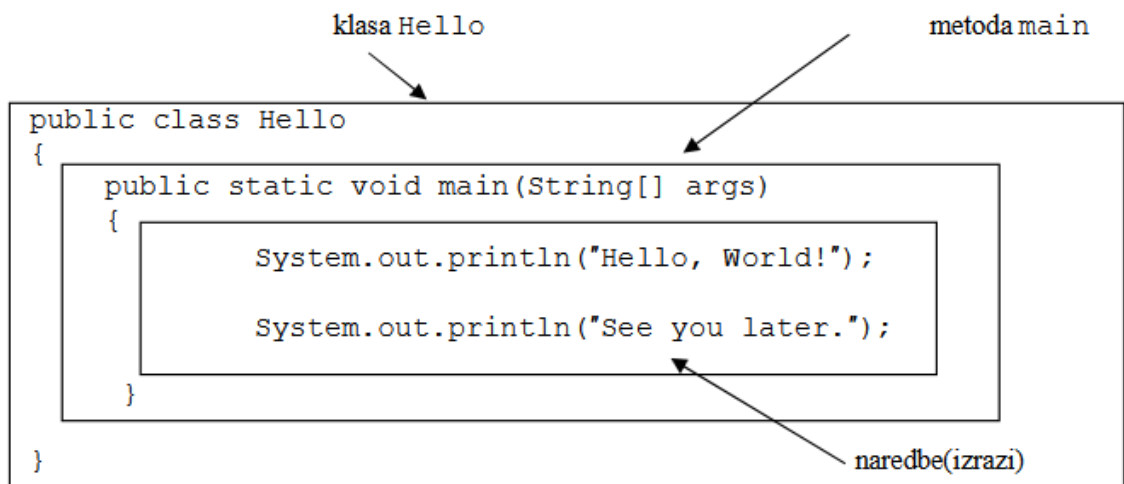 klasa Hello metoda main
public class Hello
{
public static void main(String[] args)
{
System.out.println("Hello, World!");
System.out.println("See you later.");
}
}
naredbe(izrazi)